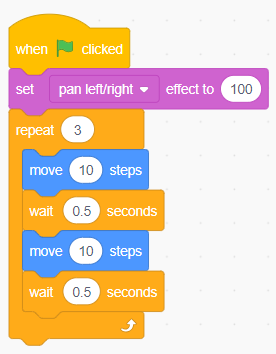 when clicked
set pan left/right effect to 100
repeat 3
move 10 steps
wait 0.5 seconds
move 10 steps
wait 0.5 seconds